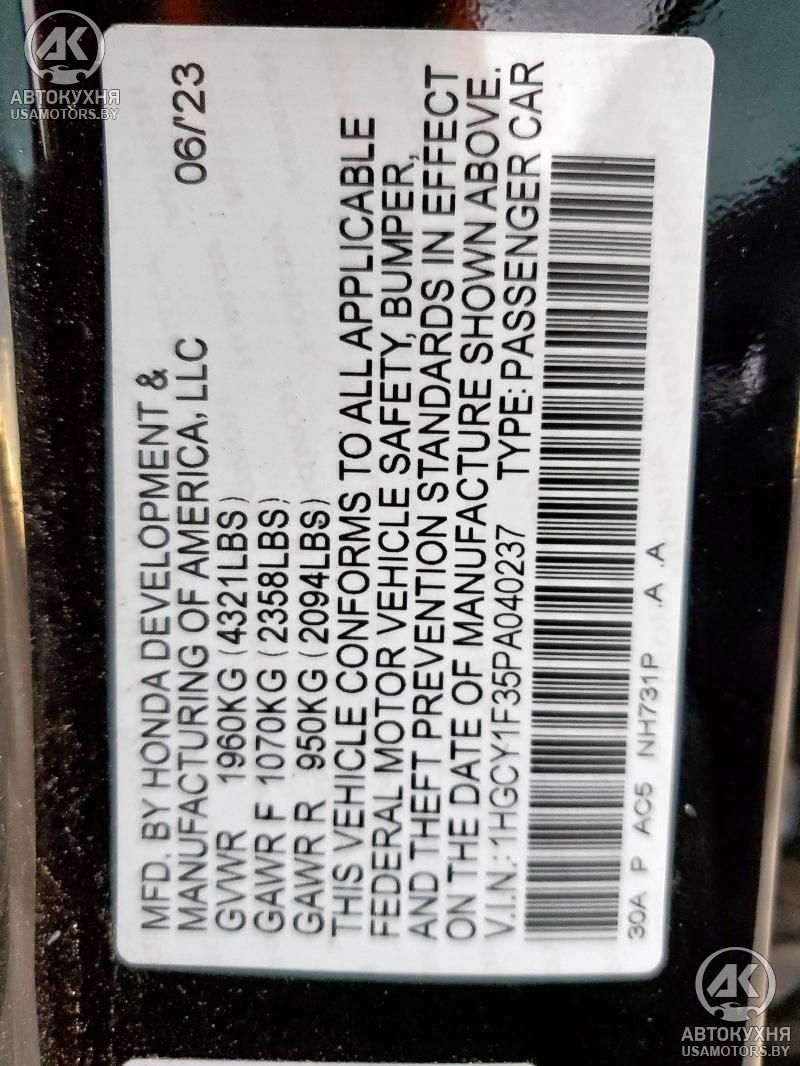 MFD. BY HONDA DEVELOPMENT &
MANUFACTURING OF AMERICA, LLC 06/'23
GVWR 1960KG (4321LBS)
GAWR F 1070KG (2358LBS)
GAWR R 950KG (2094LBS)
THIS VEHICLE CONFORMS TO ALL APPLICABLE
FEDERAL MOTOR VEHICLE SAFETY, BUMPER,
AND THEFT PREVENTION STANDARDS IN EFFECT
ON THE DATE OF MANUFACTURE SHOWN ABOVE.
V.I.N.:1HGCY1F35PA040237 TYPE: PASSENGER CAR
30A P AC5 NH731P .A .A
АК
АВТОКУХНЯ
USAMOTORS.BY
АК
АВТОКУХНЯ
USAMOTORS.BY